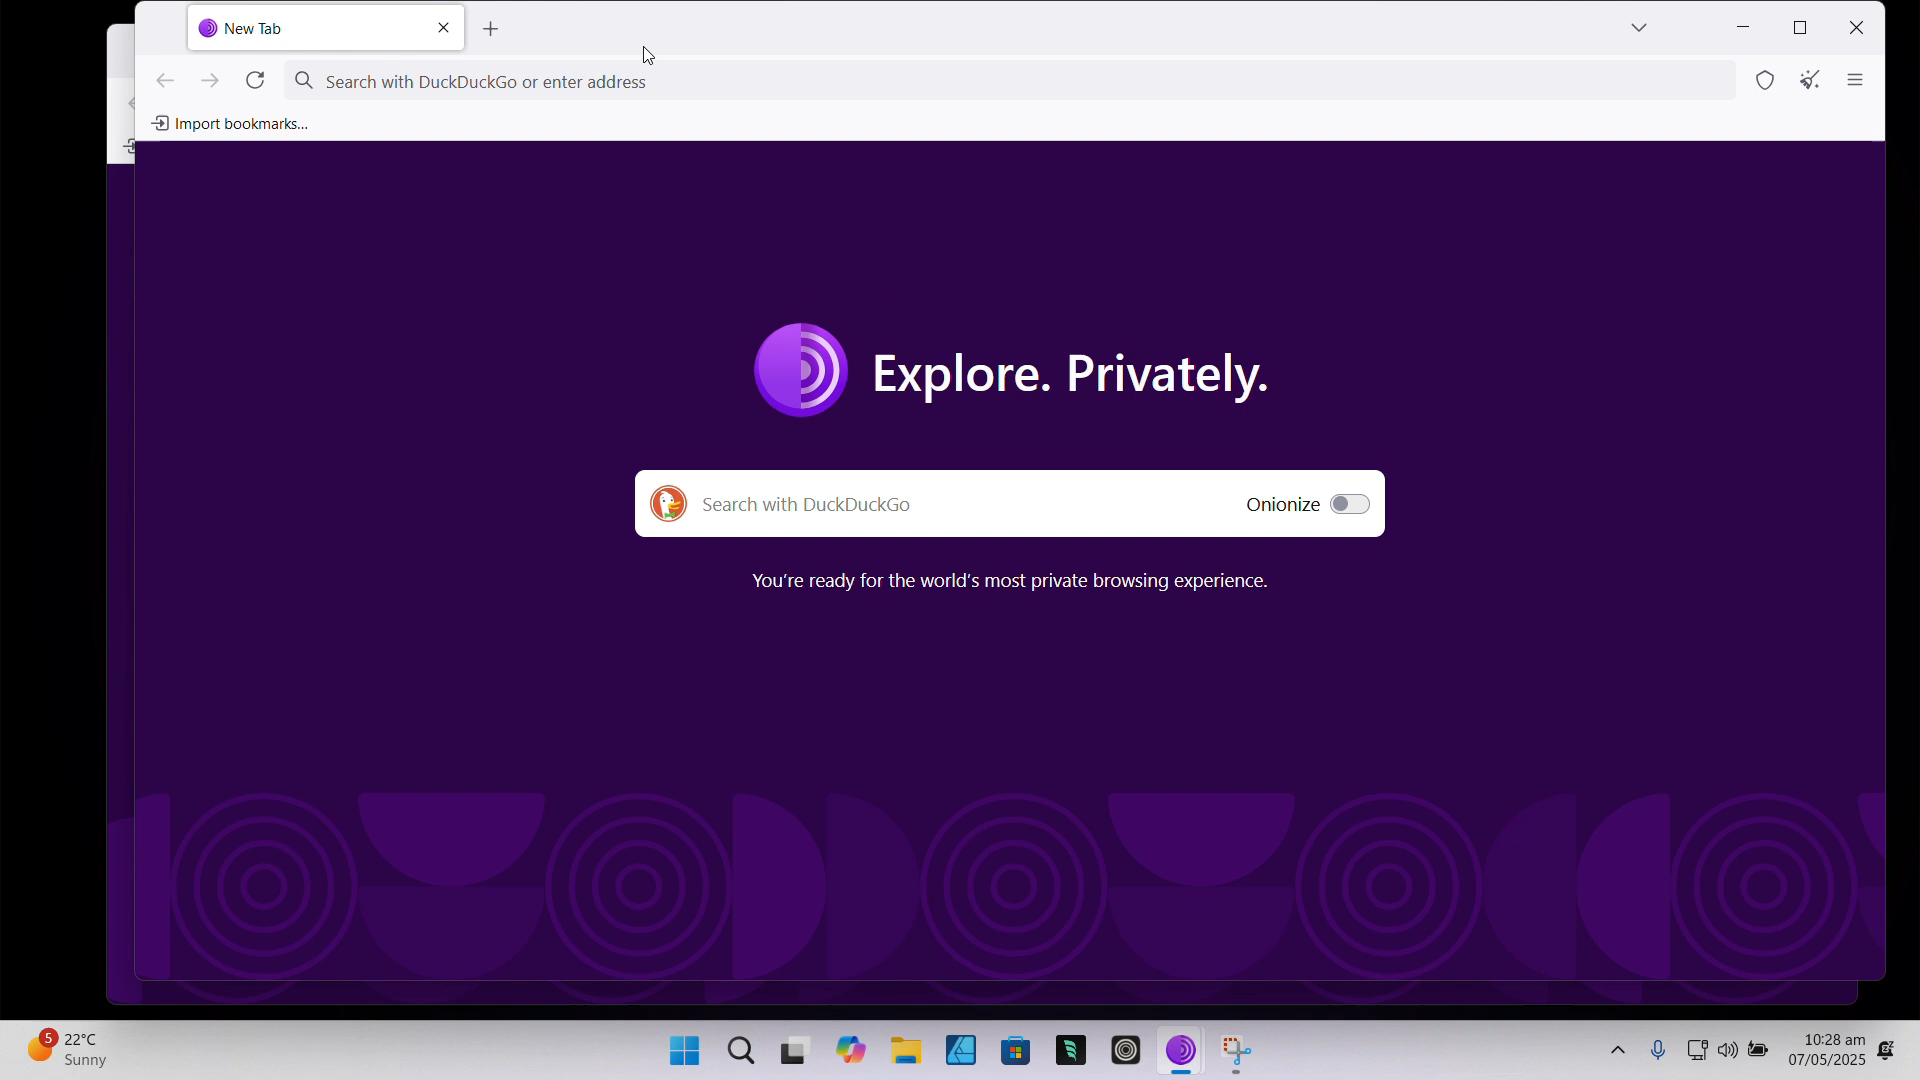 New Tab
Search with DuckDuckGo or enter address
Import bookmarks...
Explore. Privately.
Search with DuckDuckGo
Onionize
You're ready for the world's most private browsing experience.
5
22°C
Sunny
10:28 am
07/05/2025